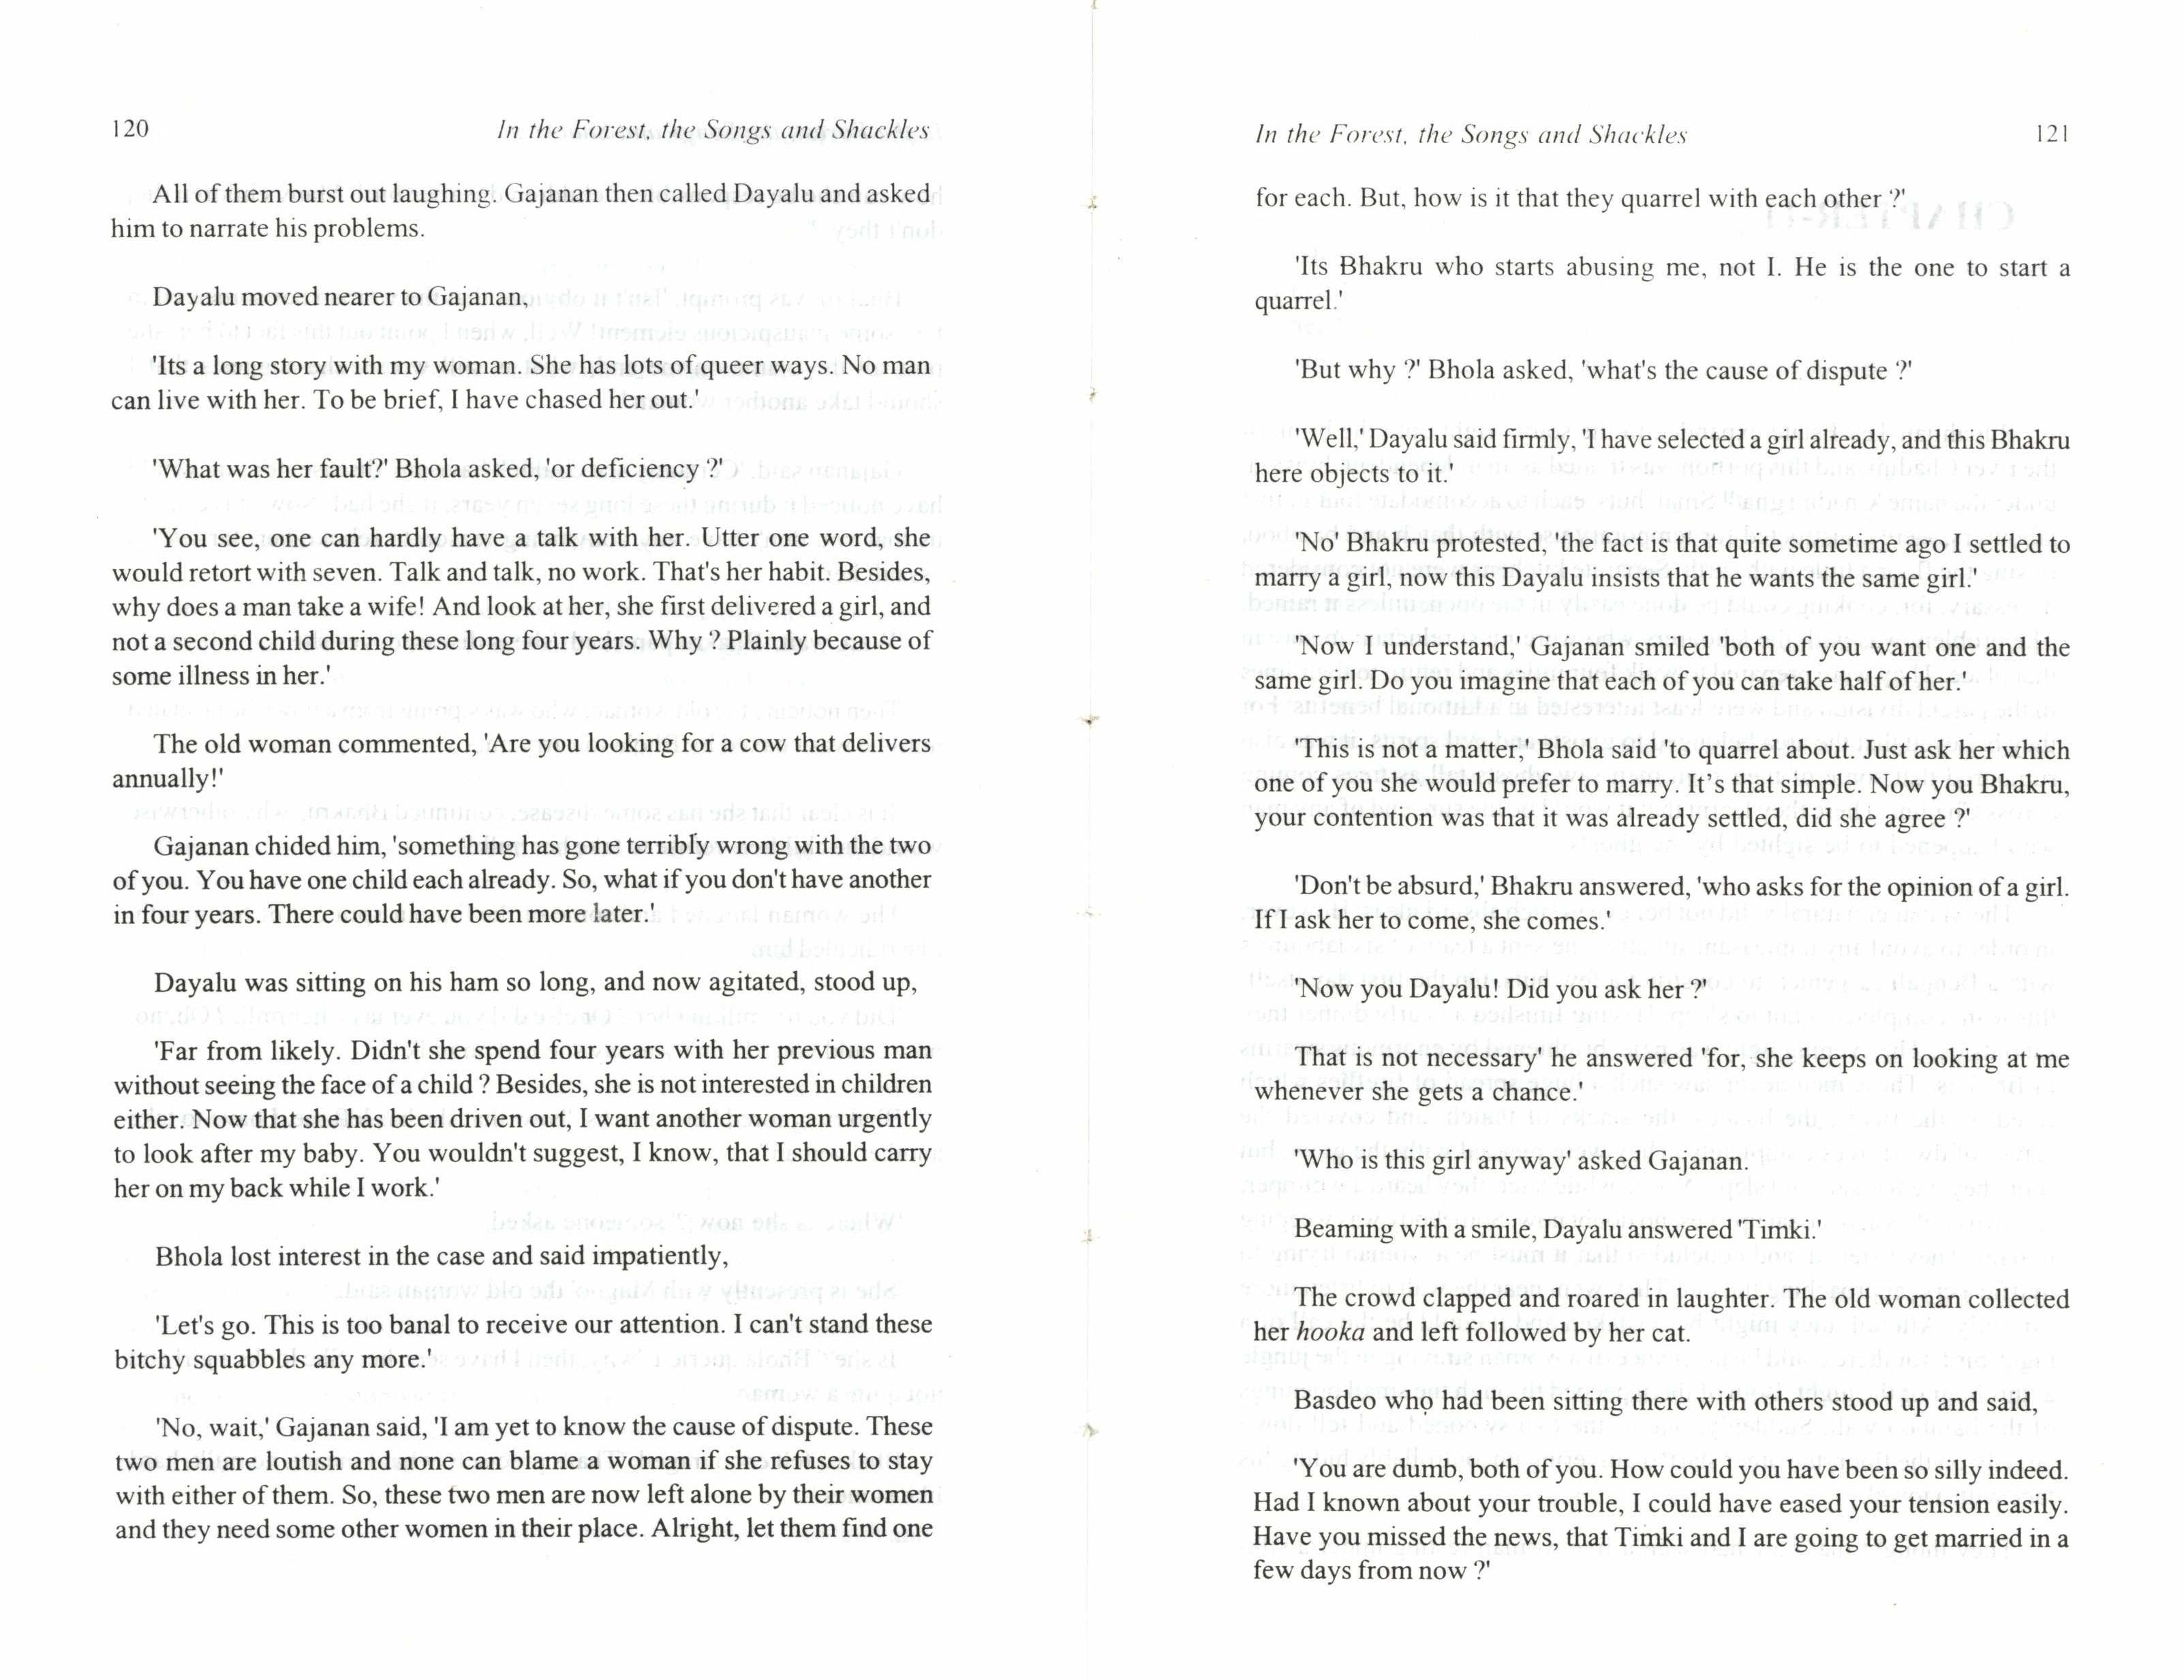 120
In the Forest, the Songs and Shackles
All of them burst out laughing. Gajanan then called Dayalu and asked
him to narrate his problems.
Dayalu moved nearer to Gajanan,
'Its a long story with my woman. She has lots of queer ways. No man
can live with her. To be brief, I have chased her out.'
'What was her fault?' Bhola asked, 'or deficiency ?'
'You see, one can hardly have a talk with her. Utter one word, she
would retort with seven. Talk and talk, no work. That's her habit. Besides,
why does a man take a wife! And look at her, she first delivered a girl, and
not a second child during these long four years. Why ? Plainly because of
some illness in her.'
The old woman commented, 'Are you looking for a cow that delivers
annually!'
Gajanan chided him, 'something has gone terribly wrong with the two
of you. You have one child each already. So, what if you don't have another
in four years. There could have been more later.'
Dayalu was sitting on his ham so long, and now agitated, stood up,
'Far from likely. Didn't she spend four years with her previous man
without seeing the face of a child ? Besides, she is not interested in children
either. Now that she has been driven out, I want another woman urgently
to look after my baby. You wouldn't suggest, I know, that I should carry
her on my back while I work.'
Bhola lost interest in the case and said impatiently,
'Let's go. This is too banal to receive our attention. I can't stand these
bitchy squabbles any more.'
'No, wait,' Gajanan said, 'I am yet to know the cause of dispute. These
two men are loutish and none can blame a woman if she refuses to stay
with either of them. So, these two men are now left alone by their women
and they need some other women in their place. Alright, let them find one
In the Forest, the Songs and Shackles
121
for each. But, how is it that they quarrel with each other ?'
'Its Bhakru who starts abusing me, not I. He is the one to start a
quarrel.'
'But why ?' Bhola asked, 'what's the cause of dispute ?'
'Well,' Dayalu said firmly, 'I have selected a girl already, and this Bhakru
here objects to it.'
'No' Bhakru protested, 'the fact is that quite sometime ago I settled to
marry a girl, now this Dayalu insists that he wants the same girl.'
'Now I understand,' Gajanan smiled 'both of you want one and the
same girl. Do you imagine that each of you can take half of her.'
'This is not a matter,' Bhola said 'to quarrel about. Just ask her which
one of you she would prefer to marry. It's that simple. Now you Bhakru,
your contention was that it was already settled, did she agree ?'
'Don't be absurd,' Bhakru answered, 'who asks for the opinion of a girl.
If I ask her to come, she comes.'
'Now you Dayalu! Did you ask her ?'
'That is not necessary' he answered 'for, she keeps on looking at me
whenever she gets a chance.'
'Who is this girl anyway' asked Gajanan.
Beaming with a smile, Dayalu answered 'Timki.'
The crowd clapped and roared in laughter. The old woman collected
her hooka and left followed by her cat.
Basdeo who had been sitting there with others stood up and said,
'You are dumb, both of you. How could you have been so silly indeed.
Had I known about your trouble, I could have eased your tension easily.
Have you missed the news, that Timki and I are going to get married in a
few days from now ?'